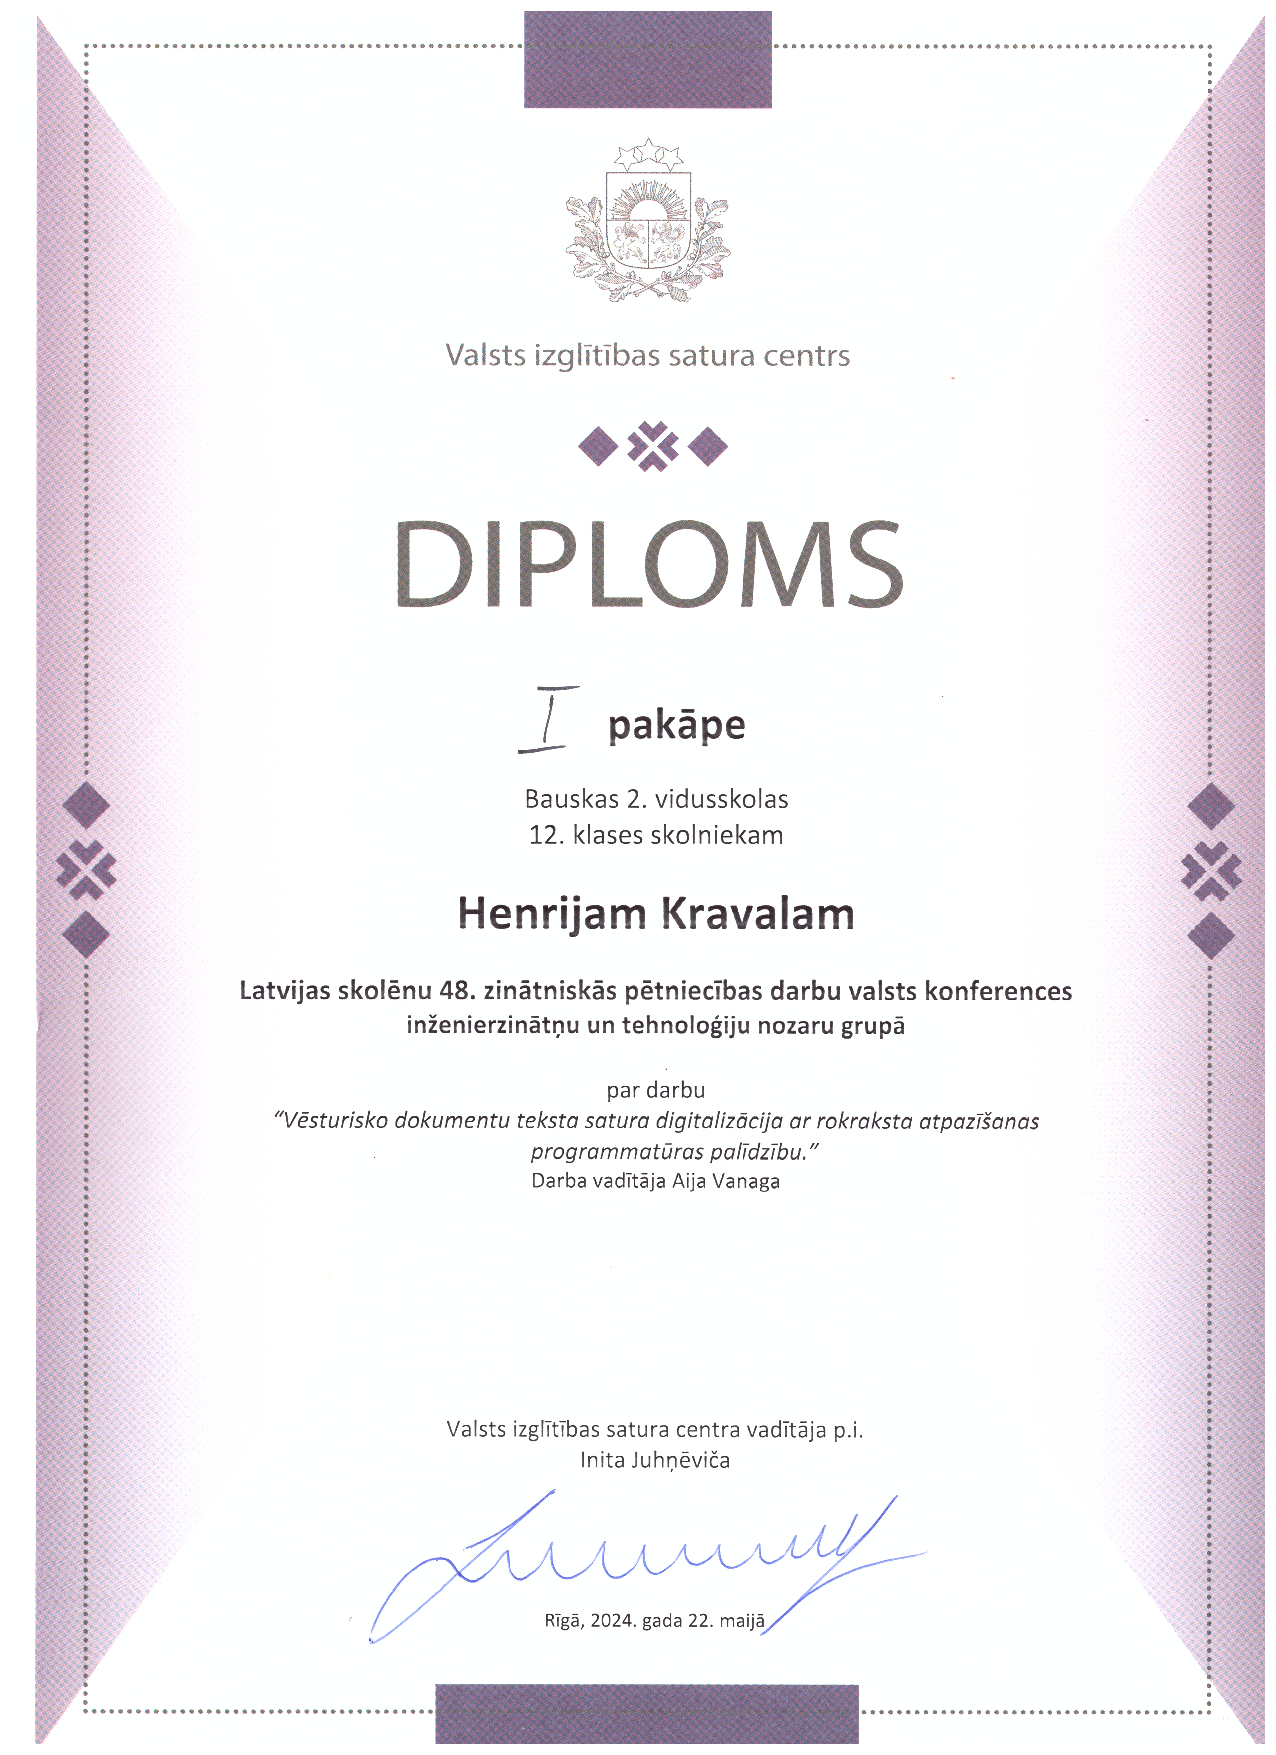 Valsts izglītības satura centrs
DIPLOMS
I pakāpe
Bauskas 2. vidusskolas
12. klases skolniekam
Henrijam Kravalam
Latvijas skolēnu 48. zinātniskās pētniecības darbu valsts konferences
inženierzinātņu un tehnoloģiju nozaru grupā
par darbu
“Vēsturisko dokumentu teksta satura digitalizācija ar rokraksta atpazīšanas
programmatūras palīdzību.”
Darba vadītāja Aija Vanaga
Valsts izglītības satura centra vadītāja p.i.
Inita Juhņēviča
Rīgā, 2024. gada 22. maijā